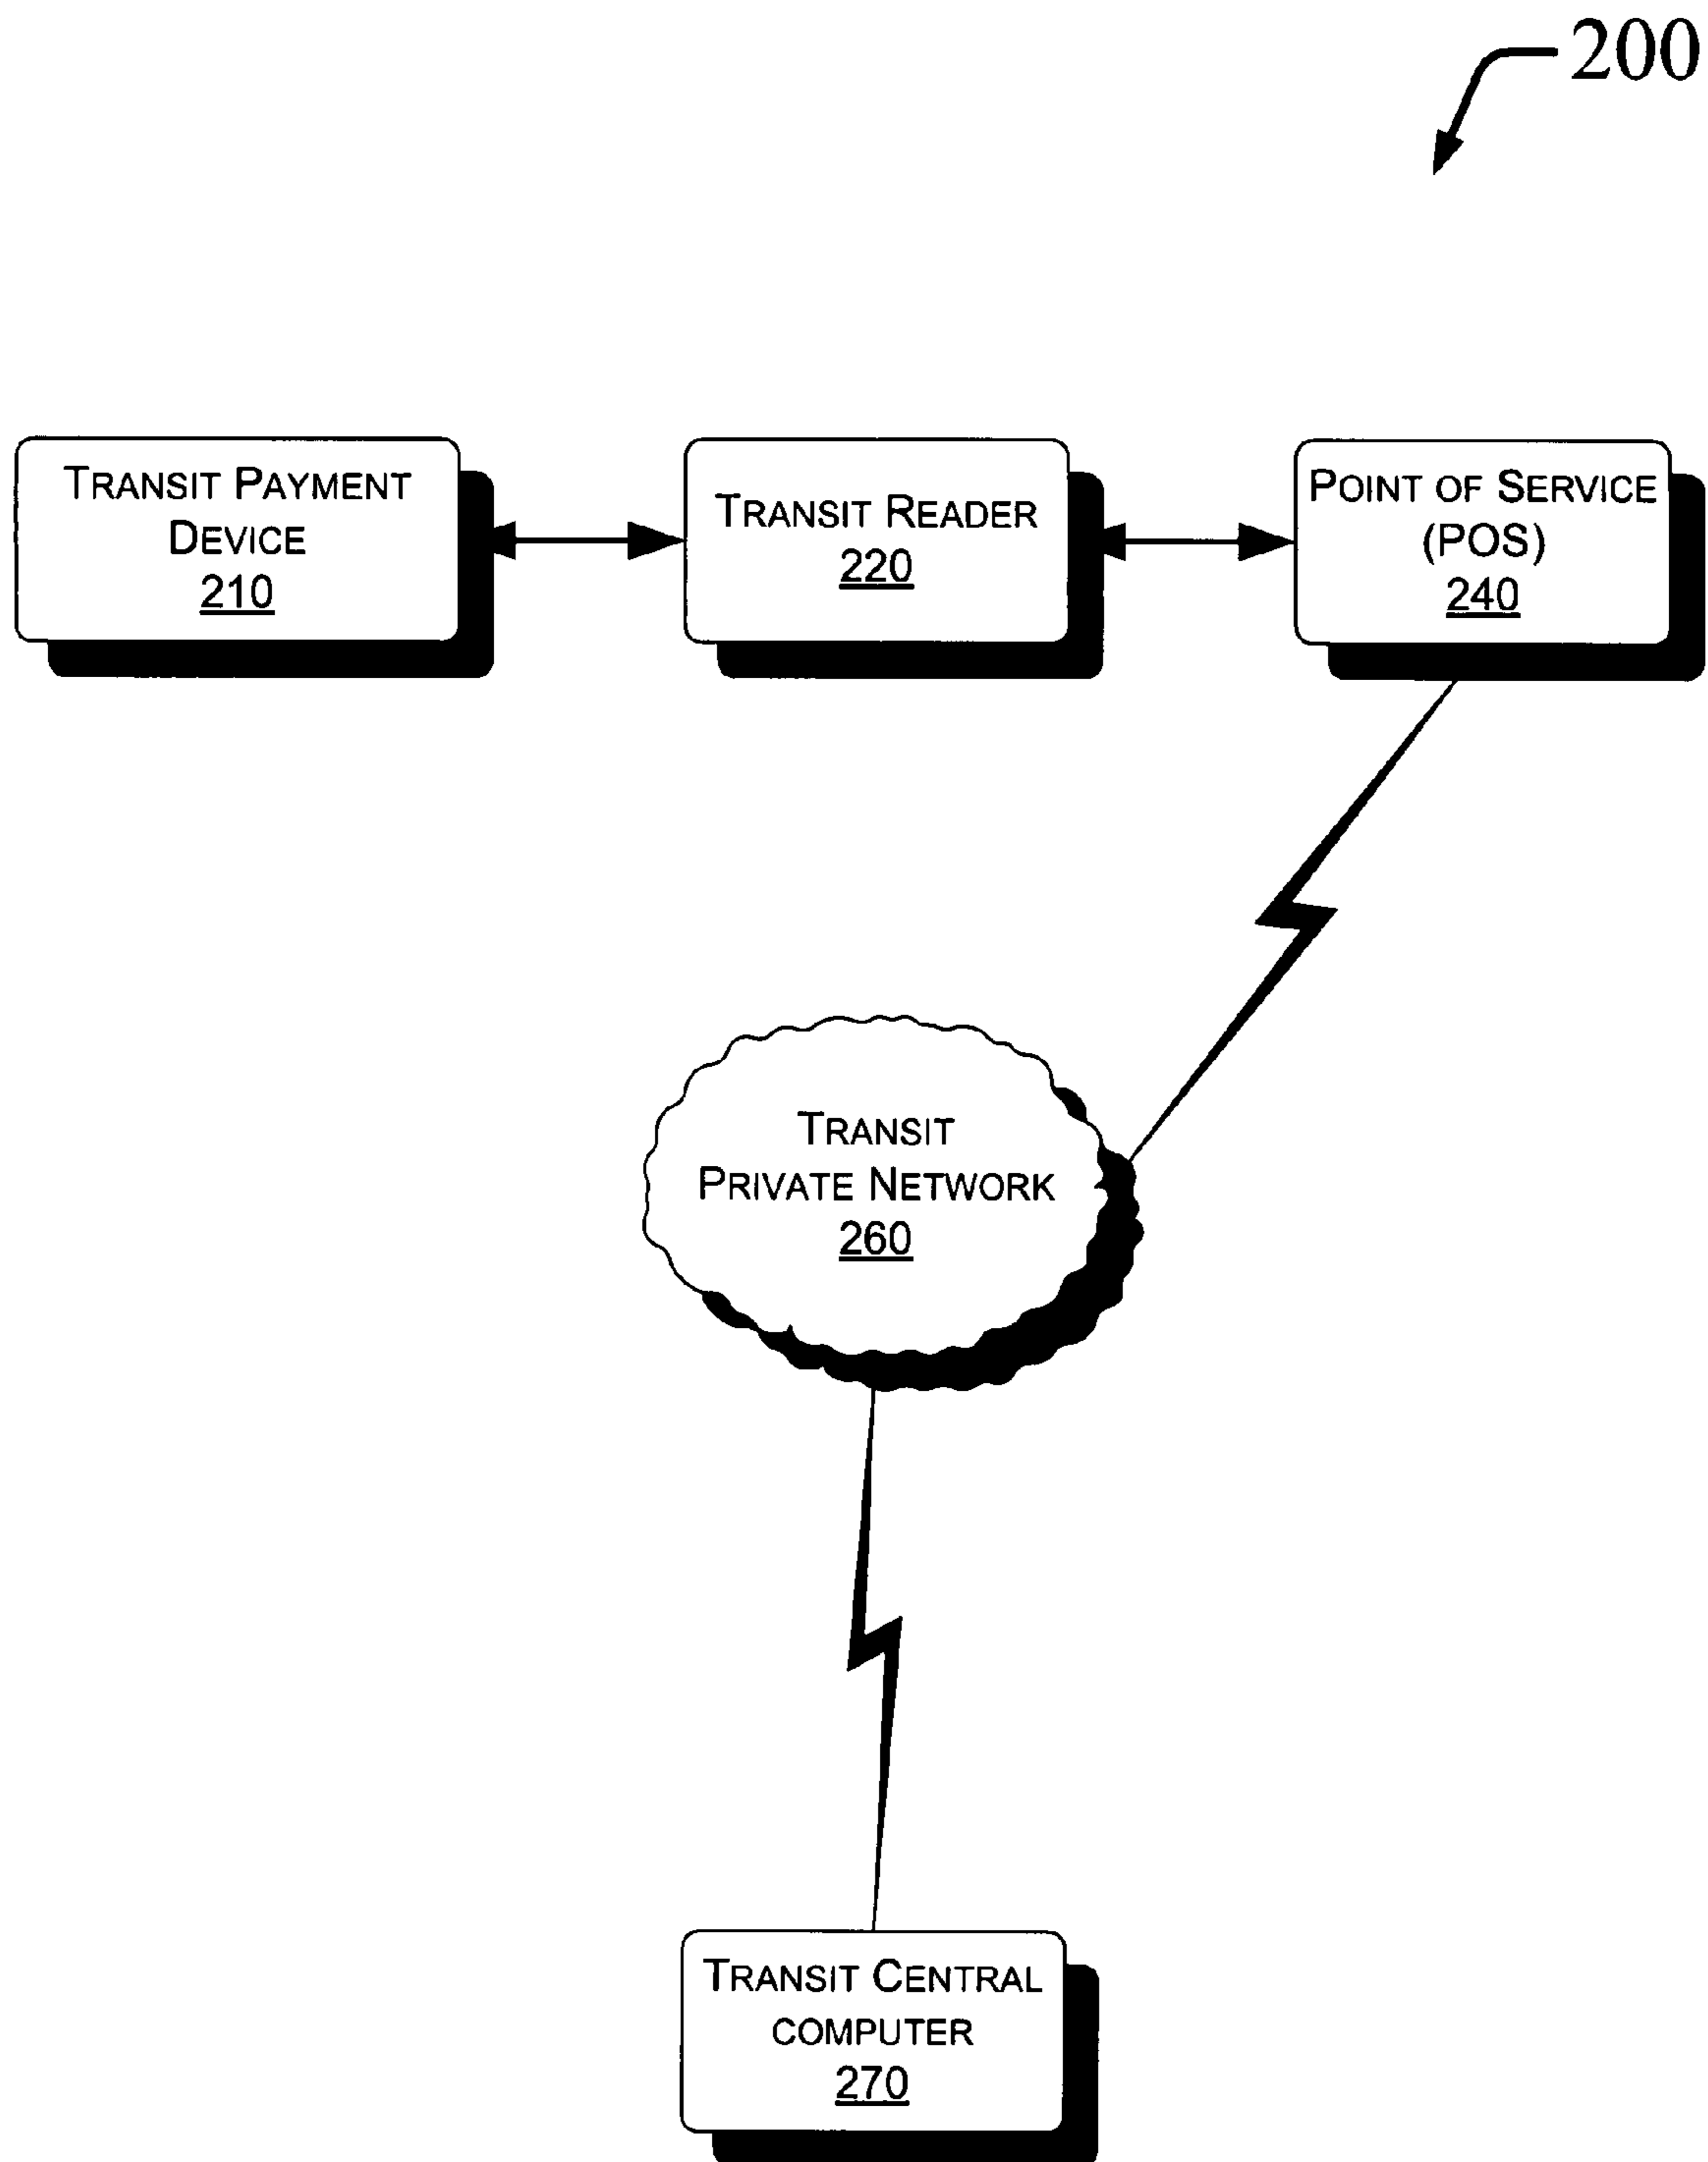 200
TRANSIT PAYMENT
DEVICE
210
TRANSIT READER
220
POINT OF SERVICE
(POS)
240
TRANSIT
PRIVATE NETWORK
260
TRANSIT CENTRAL
COMPUTER
270